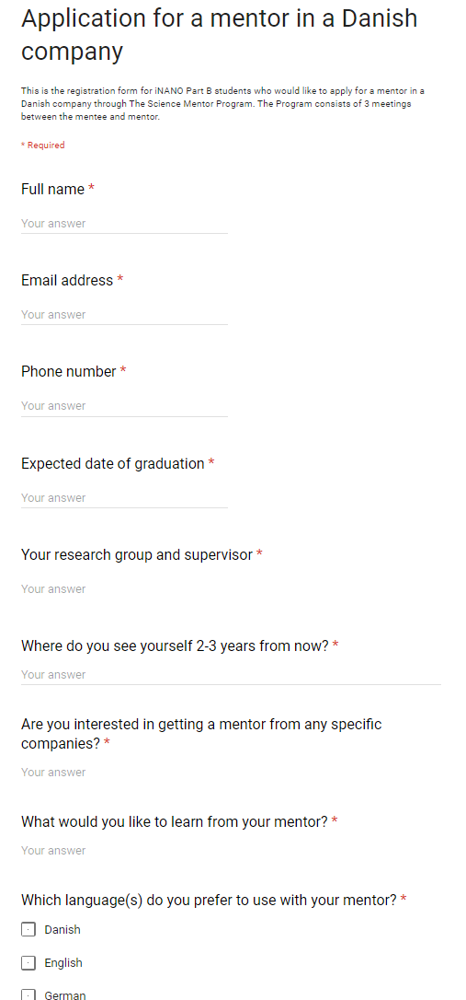 Application for a mentor in a Danish
company
This is the registration form for iNANO Part B students who would like to apply for a mentor in a
Danish company through The Science Mentor Program. The Program consists of 3 meetings
between the mentee and mentor.
* Required
Full name *
Your answer
Email address *
Your answer
Phone number *
Your answer
Expected date of graduation *
Your answer
Your research group and supervisor *
Your answer
Where do you see yourself 2-3 years from now? *
Your answer
Are you interested in getting a mentor from any specific
companies? *
Your answer
What would you like to learn from your mentor? *
Your answer
Which language(s) do you prefer to use with your mentor? *
Danish
English
German